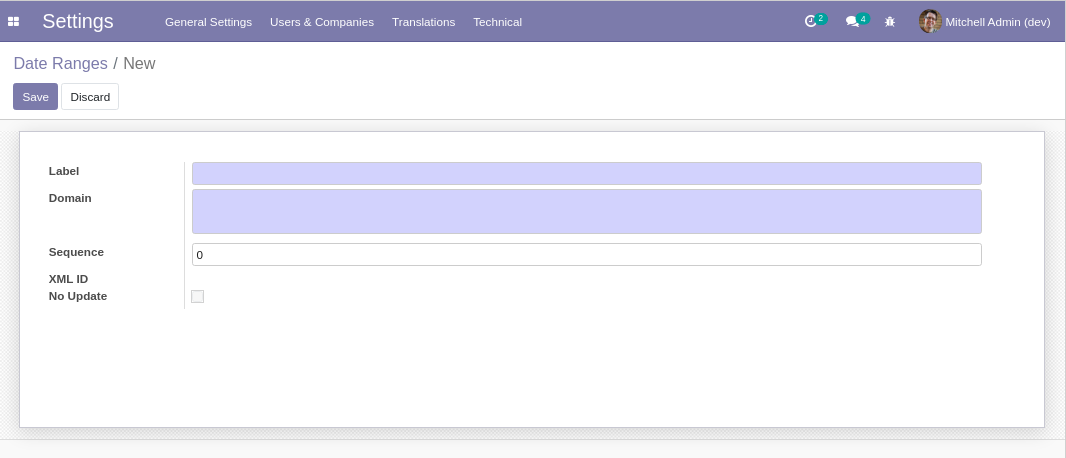 Settings General Settings Users & Companies Translations Technical 2 4 Mitchell Admin (dev)
Date Ranges / New
Save Discard
Label
Domain
Sequence 0
XML ID
No Update